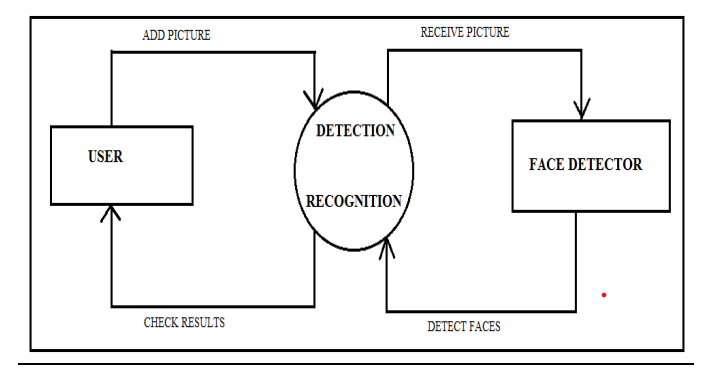 ADD PICTURE
RECEIVE PICTURE
DETECTION
USER
FACE DETECTOR
RECOGNITION
CHECK RESULTS
DETECT FACES